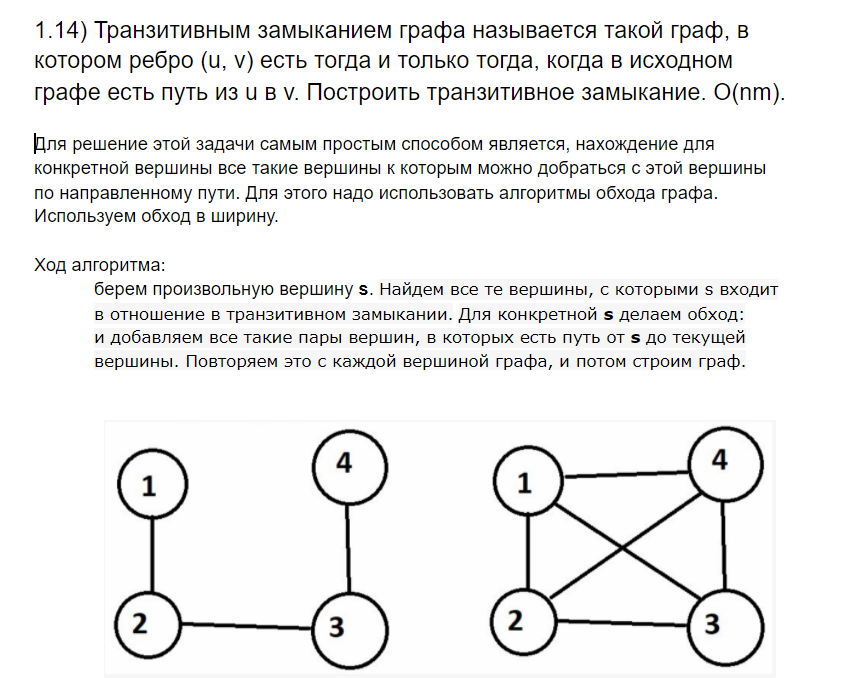 1.14) Транзитивным замыканием графа называется такой граф, в
котором ребро (u, v) есть тогда и только тогда, когда в исходном
графе есть путь из u в v. Построить транзитивное замыкание. O(nm).
Для решение этой задачи самым простым способом является, нахождение для
конкретной вершины все такие вершины к которым можно добраться с этой вершины
по направленному пути. Для этого надо использовать алгоритмы обхода графа.
Используем обход в ширину.
Ход алгоритма:
берем произвольную вершину s. Найдем все те вершины, с которыми s входит
в отношение в транзитивном замыкании. Для конкретной s делаем обход:
и добавляем все такие пары вершин, в которых есть путь от s до текущей
вершины. Повторяем это с каждой вершиной графа, и потом строим граф.
1 4 1 4
2 3 2 3